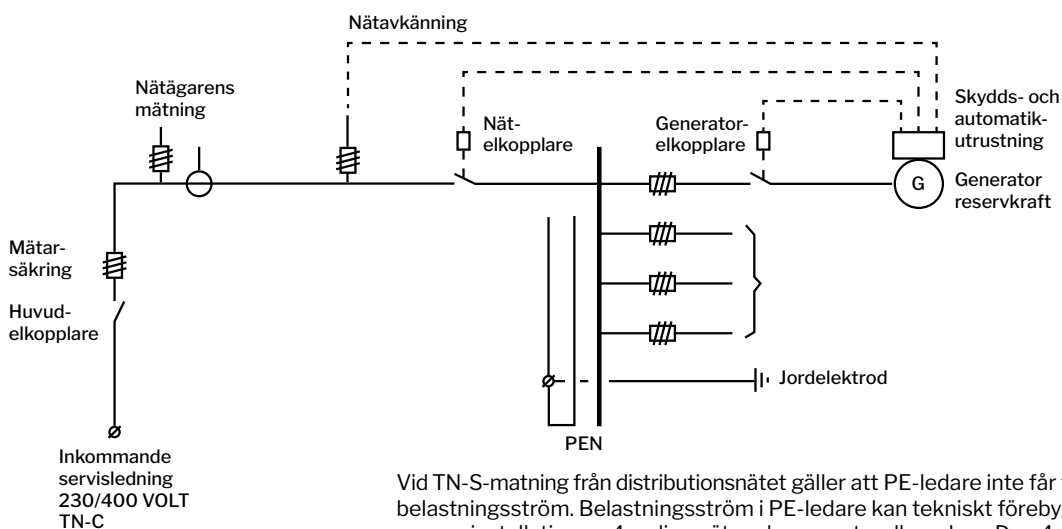 Nätavkänning
Nätägarens
mätning
Nät-
elkopplare
Generator-
elkopplare
Skydds- och
automatik-
utrustning
G
Generator
reservkraft
Mätar-
säkring
Huvud-
elkopplare
Jordelektrod
PEN
Inkommande
servisledning
230/400 VOLT
TN-C
Vid TN-S-matning från distributionsnätet gäller att PE-ledare inte får
belastningsström. Belastningsström i PE-ledare kan tekniskt föreby